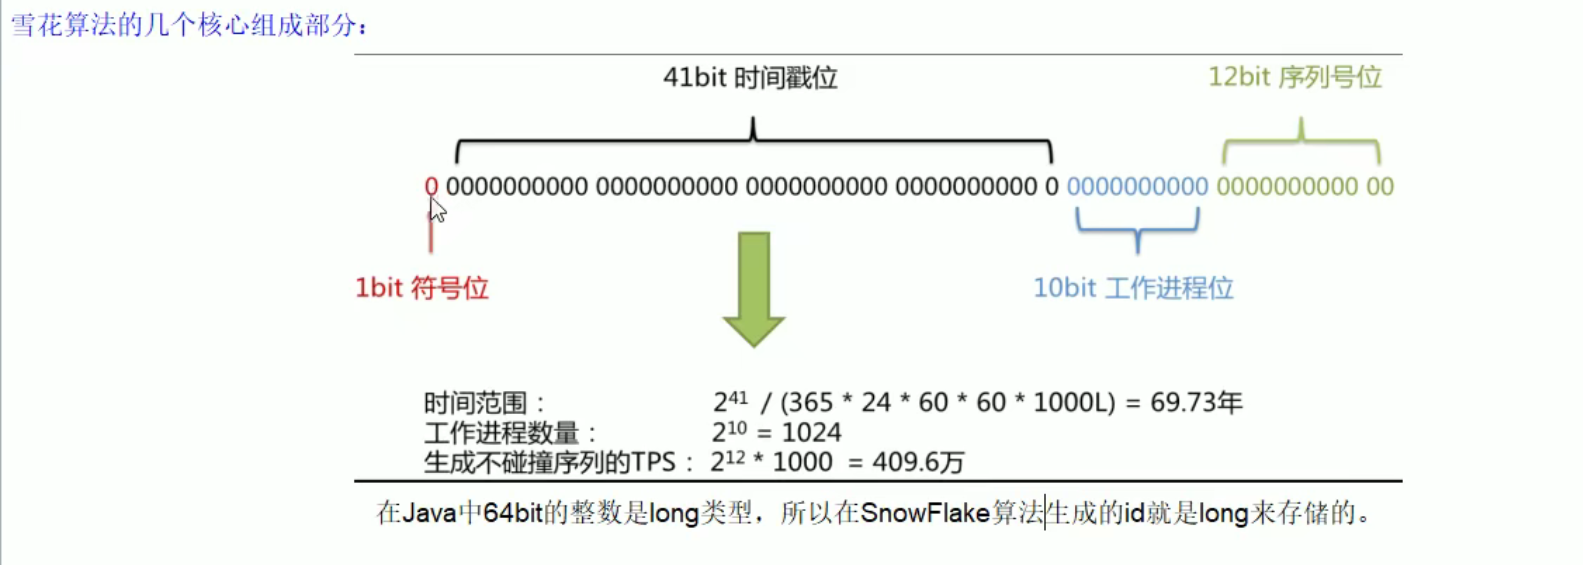 雪花算法的几个核心组成部分：
41bit 时间戳位
12bit 序列号位
0 0000000000 0000000000 0000000000 0000000000 0 0000000000 0000000000 00
1bit 符号位
10bit 工作进程位
时间范围： 2⁴¹ / (365 * 24 * 60 * 60 * 1000L) = 69.73年
工作进程数量： 2¹⁰ = 1024
生成不碰撞序列的TPS： 2¹² * 1000 = 409.6万
在Java中64bit的整数是long类型，所以在SnowFlake算法生成的id就是long来存储的。